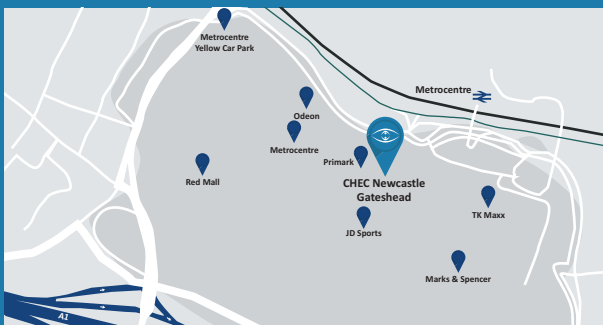 Metrocentre
Yellow Car Park
Metrocentre
Odeon
Metrocentre
Primark
Red Mall
CHEC Newcastle
Gateshead
TK Maxx
JD Sports
Marks & Spencer
A1